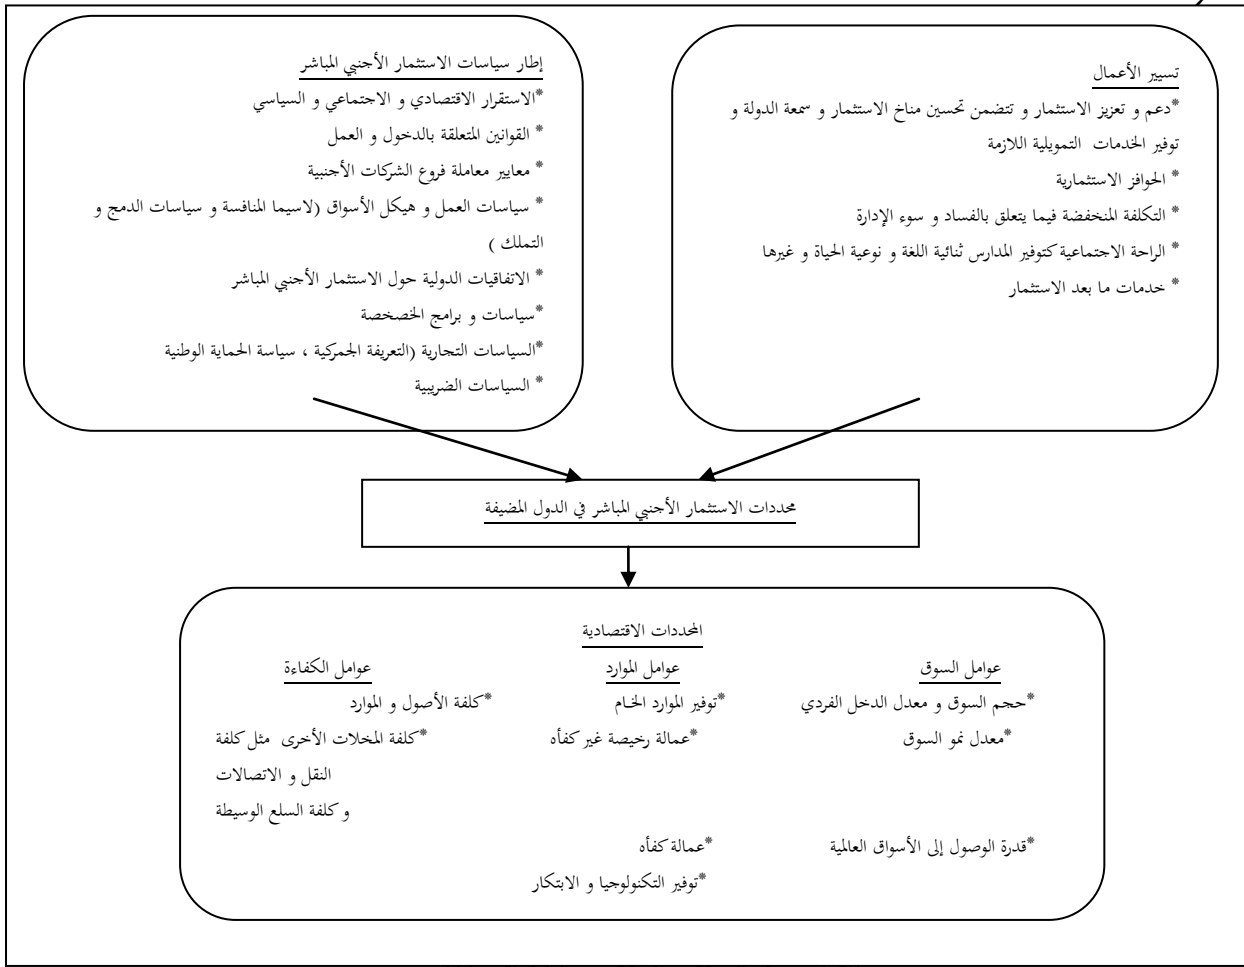 تسيير الأعمال
*دعم و تعزيز الاستثمار و تتضمن تحسين مناخ الاستثمار و سمعة الدولة و
توفير الخدمات التمويلية اللازمة
* الحوافز الاستثمارية
* التكلفة المنخفضة فيما يتعلق بالفساد و سوء الإدارة
* الراحة الاجتماعية كتوفير المدارس ثنائية اللغة و نوعية الحياة و غيرها
* خدمات ما بعد الاستثمار
إطار سياسات الاستثمار الأجنبي المباشر
*الاستقرار الاقتصادي و الاجتماعي و السياسي
* القوانين المتعلقة بالدخول و العمل
* معايير معاملة فروع الشركات الأجنبية
* سياسات العمل و هيكل الأسواق (لاسيما المنافسة و سياسات الدمج و
التملك )
* الاتفاقيات الدولية حول الاستثمار الأجنبي المباشر
*سياسات و برامج الخصخصة
*السياسات التجارية (التعريفة الجمركية ، سياسة الحماية الوطنية
* السياسات الضريبية
محددات الاستثمار الأجنبي المباشر في الدول المضيفة
المحددات الاقتصادية
عوامل السوق عوامل الموارد عوامل الكفاءة
*حجم السوق و معدل الدخل الفردي *توفير الموارد الخام *كلفة الأصول و الموارد
*معدل نمو السوق *عمالة رخيصة غير كفأه *كلفة المخلات الأخرى مثل كلفة
النقل و الاتصالات
و كلفة السلع الوسيطة
*قدرة الوصول إلى الأسواق العالمية *عمالة كفأه
*توفير التكنولوجيا و الابتكار